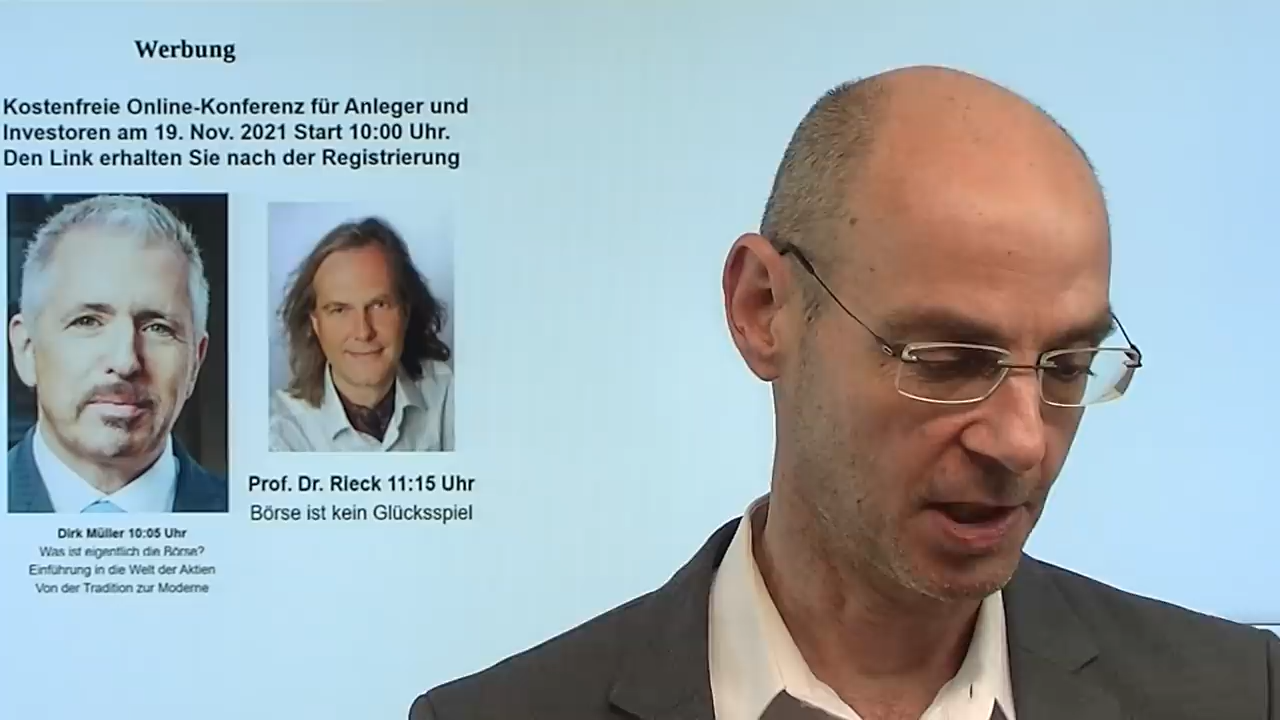 Werbung
Kostenfreie Online-Konferenz für Anleger und
Investoren am 19. Nov. 2021 Start 10:00 Uhr.
Den Link erhalten Sie nach der Registrierung
Dirk Müller 10:05 Uhr
Was ist eigentlich die Börse?
Einführung in die Welt der Aktien
Von der Tradition zur Moderne
Prof. Dr. Rieck 11:15 Uhr
Börse ist kein Glücksspiel